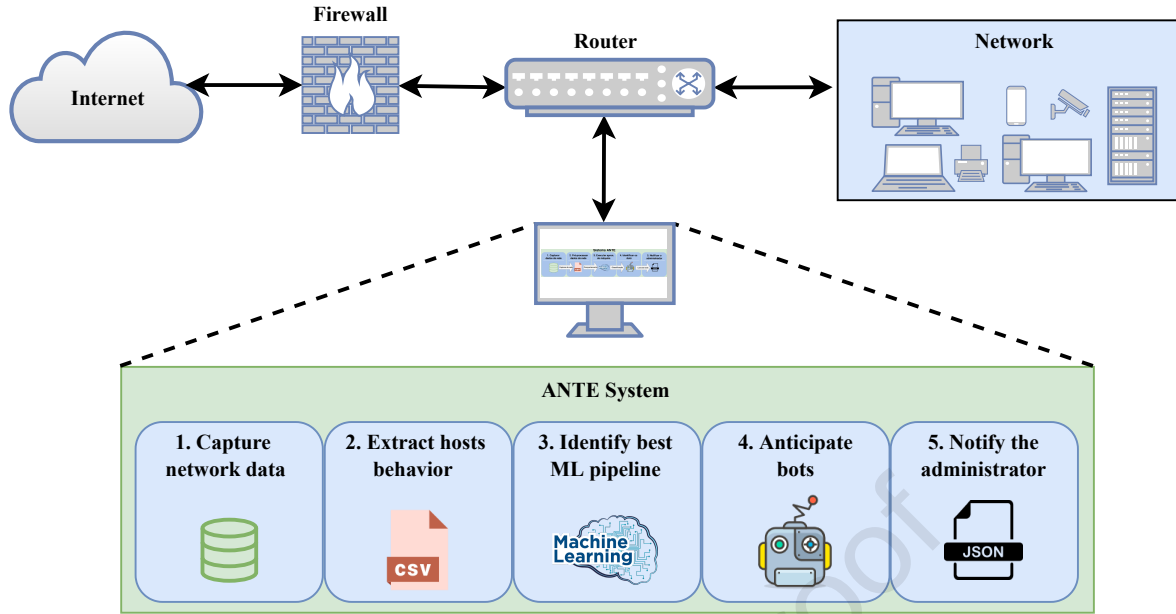 Firewall
Router
Network
Internet
ANTE System
1. Capture
network data
2. Extract hosts
behavior
CSV
3. Identify best
ML pipeline
Machine
Learning
4. Anticipate
bots
5. Notify the
administrator
JSON